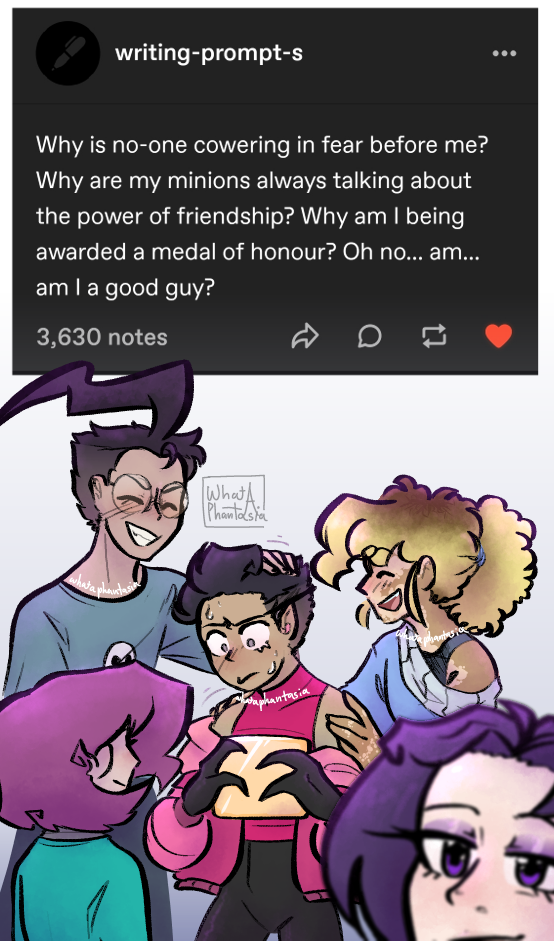 writing-prompt-s
Why is no-one cowering in fear before me?
Why are my minions always talking about
the power of friendship? Why am I being
awarded a medal of honour? Oh no... am...
am I a good guy?
3,630 notes
WhatA
Phantasia
whataphantasia
whataphantasia
whataphantasia